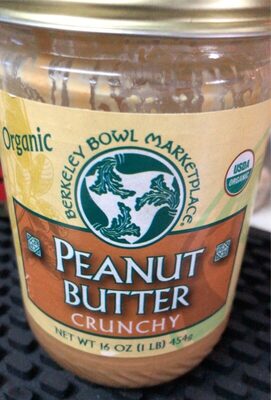 Organic
BERKELEY BOWL MARKETPLACE
USDA
ORGANIC
PEANUT
BUTTER
CRUNCHY
NET WT 16 OZ (1 LB) 454g